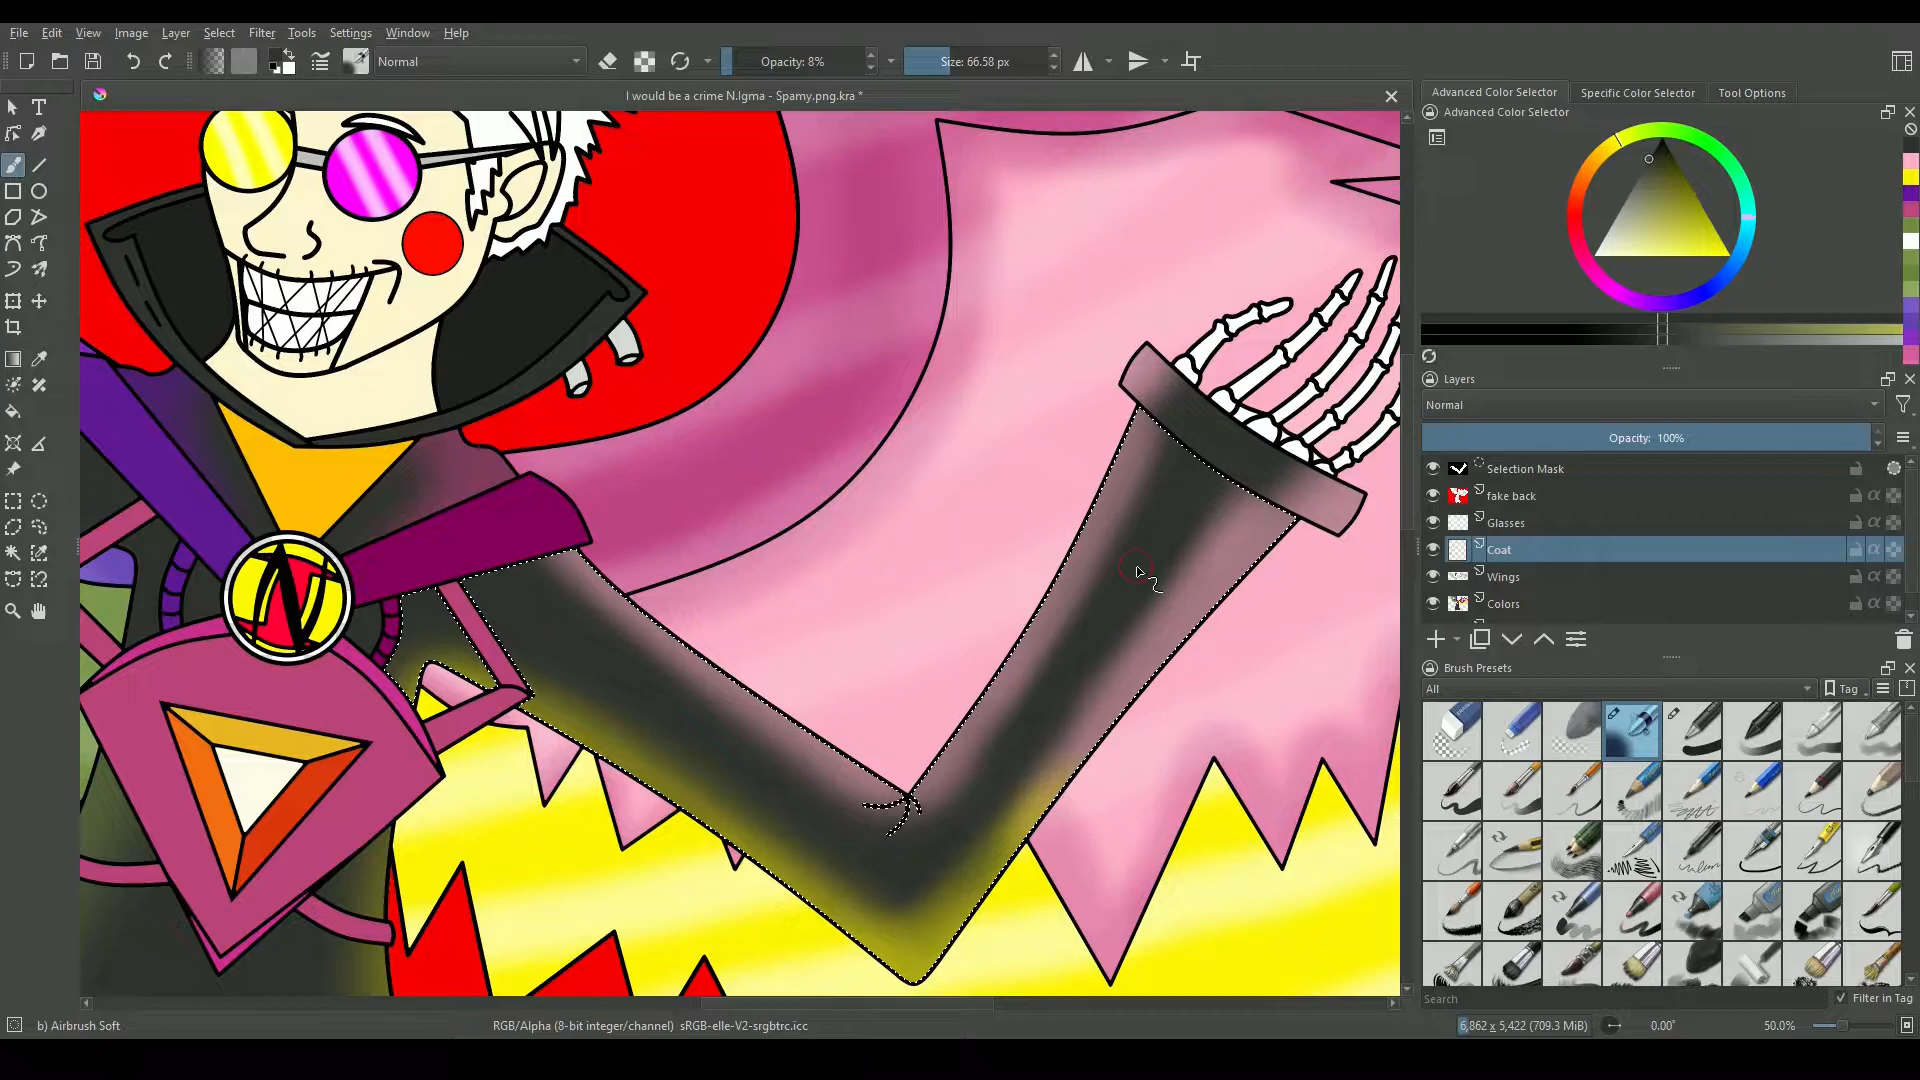 File Edit View Image Layer Select Filter Tools Settings Window Help
Normal
Opacity: 8%
Size: 66.58 px
I would be a crime N.Igma - Spamy.png.kra *
Advanced Color Selector
Specific Color Selector
Tool Options
Advanced Color Selector
Layers
Normal
Opacity: 100%
Selection Mask
fake back
Glasses
Coat
Wings
Colors
Brush Presets
All
Tag
Search
Filter in Tag
b) Airbrush Soft
RGB/Alpha (8-bit integer/channel) sRGB-elle-V2-srgbtrc.icc
6,862 x 5,422 (709.3 MiB)
0.00°
50.0%